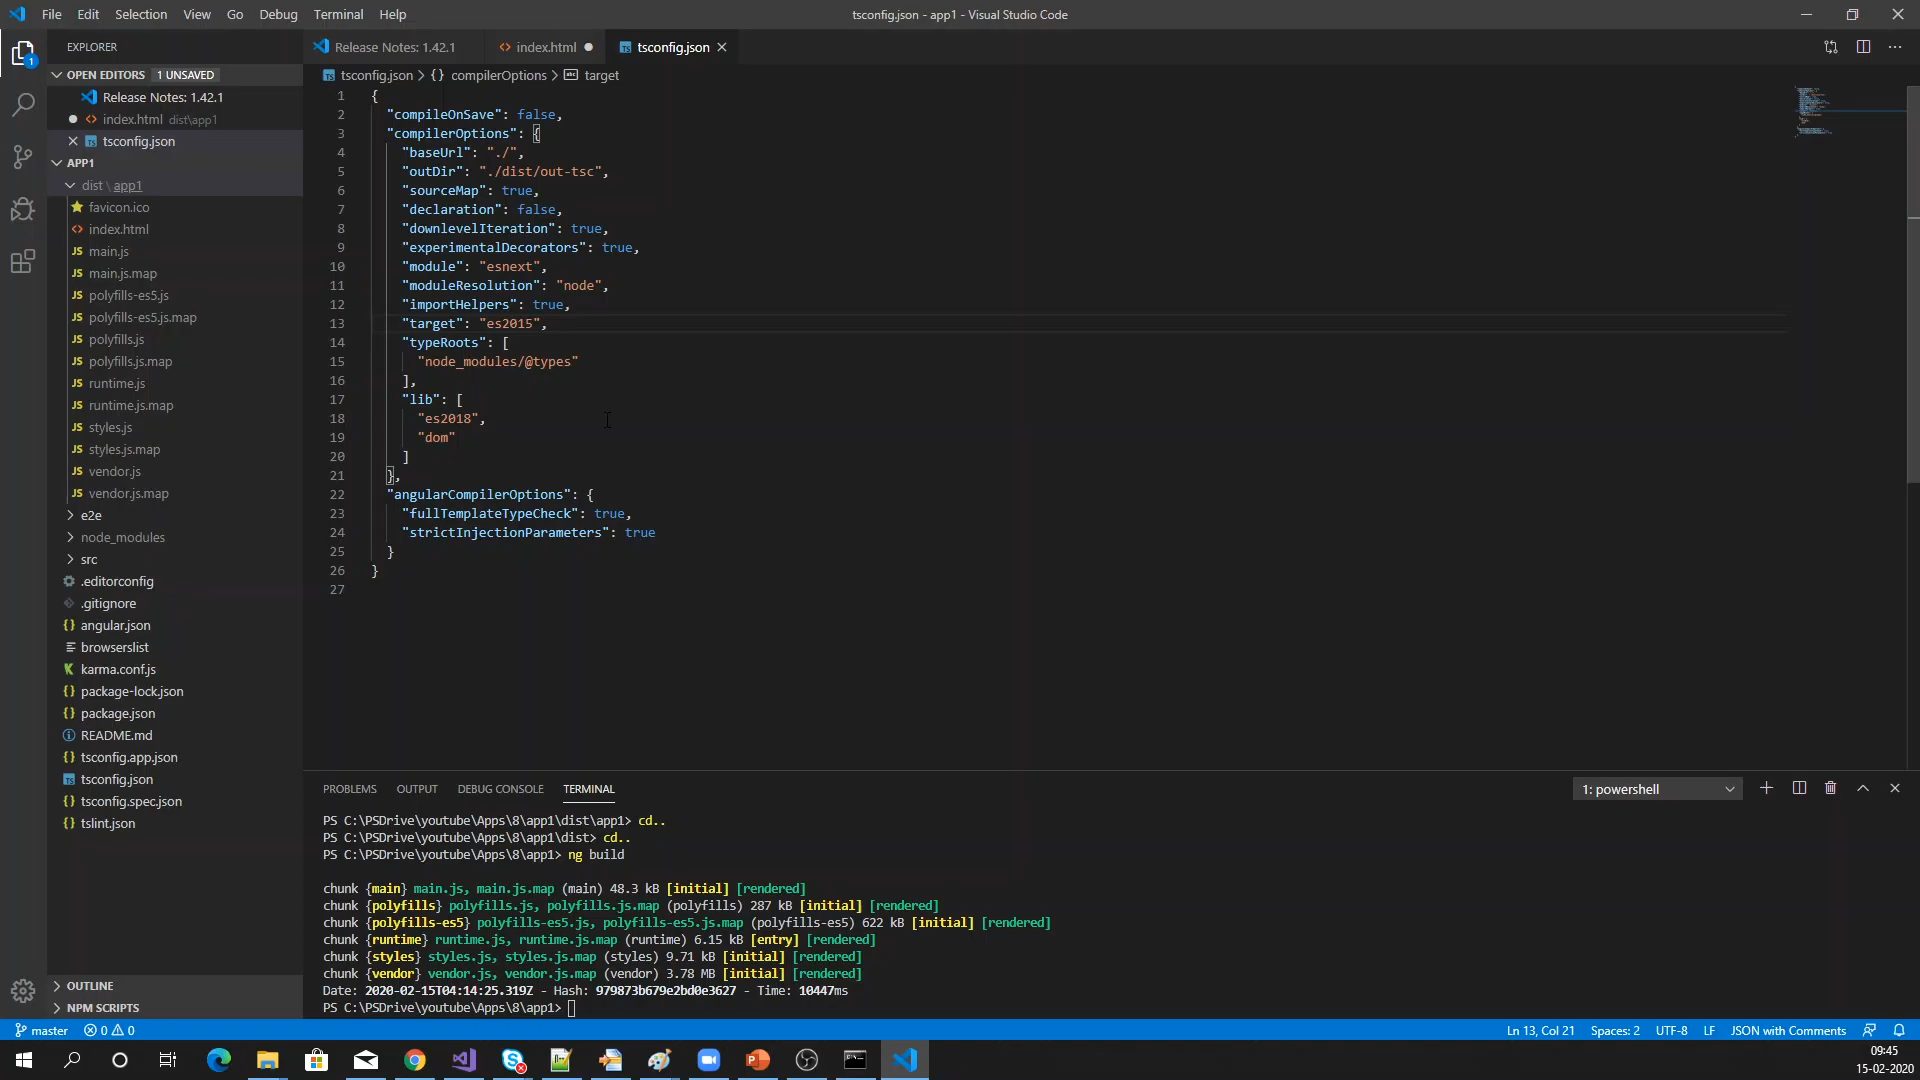 File Edit Selection View Go Debug Terminal Help
tsconfig.json - app1 - Visual Studio Code
EXPLORER
OPEN EDITORS 1 UNSAVED
Release Notes: 1.42.1
index.html dist\app1
tsconfig.json
APP1
dist \ app1
favicon.ico
index.html
main.js
main.js.map
polyfills-es5.js
polyfills-es5.js.map
polyfills.js
polyfills.js.map
runtime.js
runtime.js.map
styles.js
styles.js.map
vendor.js
vendor.js.map
e2e
node_modules
src
.editorconfig
.gitignore
angular.json
browserslist
karma.conf.js
package-lock.json
package.json
README.md
tsconfig.app.json
tsconfig.json
tsconfig.spec.json
tslint.json
OUTLINE
NPM SCRIPTS
Release Notes: 1.42.1 index.html tsconfig.json
tsconfig.json > {} compilerOptions > abc target
1 {
2 "compileOnSave": false,
3 "compilerOptions": {
4 "baseUrl": "./",
5 "outDir": "./dist/out-tsc",
6 "sourceMap": true,
7 "declaration": false,
8 "downlevelIteration": true,
9 "experimentalDecorators": true,
10 "module": "esnext",
11 "moduleResolution": "node",
12 "importHelpers": true,
13 "target": "es2015",
14 "typeRoots": [
15 "node_modules/@types"
16 ],
17 "lib": [
18 "es2018",
19 "dom"
20 ]
21 },
22 "angularCompilerOptions": {
23 "fullTemplateTypeCheck": true,
24 "strictInjectionParameters": true
25 }
26 }
27
PROBLEMS OUTPUT DEBUG CONSOLE TERMINAL
1: powershell
PS C:\PSDrive\youtube\Apps\8\app1\dist\app1> cd..
PS C:\PSDrive\youtube\Apps\8\app1\dist> cd..
PS C:\PSDrive\youtube\Apps\8\app1> ng build
chunk {main} main.js, main.js.map (main) 48.3 kB [initial] [rendered]
chunk {polyfills} polyfills.js, polyfills.js.map (polyfills) 287 kB [initial] [rendered]
chunk {polyfills-es5} polyfills-es5.js, polyfills-es5.js.map (polyfills-es5) 622 kB [initial] [rendered]
chunk {runtime} runtime.js, runtime.js.map (runtime) 6.15 kB [entry] [rendered]
chunk {styles} styles.js, styles.js.map (styles) 9.71 kB [initial] [rendered]
chunk {vendor} vendor.js, vendor.js.map (vendor) 3.78 MB [initial] [rendered]
Date: 2020-02-15T04:14:25.319Z - Hash: 979873b679e2bd0e3627 - Time: 10447ms
PS C:\PSDrive\youtube\Apps\8\app1>
master 0 0
Ln 13, Col 21 Spaces: 2 UTF-8 LF JSON with Comments
09:45
15-02-2020